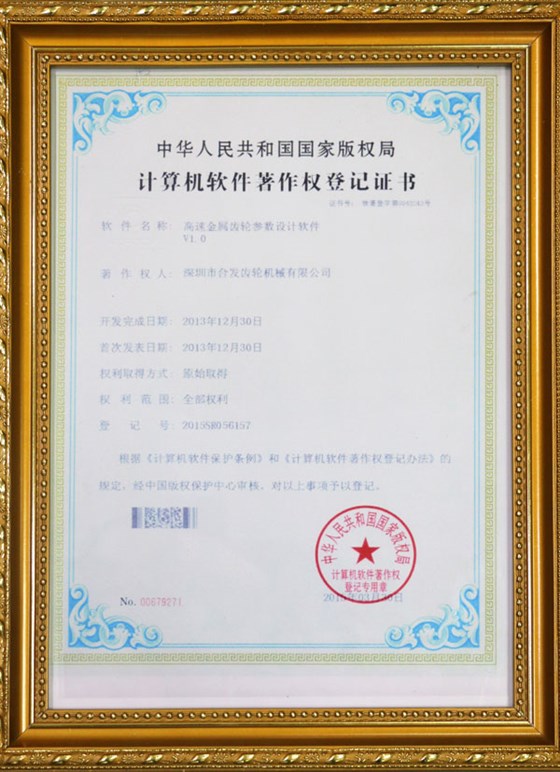 中华人民共和国国家版权局
计算机软件著作权登记证书
软件名称： 高速金属齿轮参数设计软件
V1.0
著作权人： 深圳市合发齿轮机械有限公司
开发完成日期： 2013年12月30日
首次发表日期： 2013年12月30日
权利取得方式： 原始取得
权利范围： 全部权利
登记号： 2015SR056157
根据《计算机软件保护条例》和《计算机软件著作权登记办法》的
规定，经中国版权保护中心审核，对以上事项予以登记。
中华人民共和国国家版权局
计算机软件著作权
登记专用章
No. 00679271